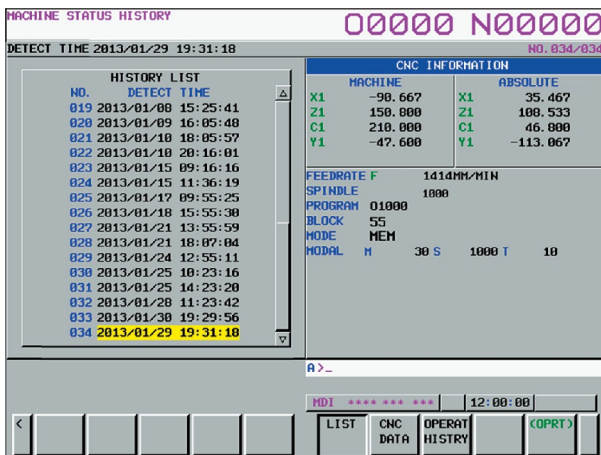 MACHINE STATUS HISTORY
O0000 N00000
DETECT TIME 2013/01/29 19:31:18
NO. 034/034
HISTORY LIST
NO. DETECT TIME
019 2013/01/08 15:25:41
020 2013/01/09 16:05:48
021 2013/01/10 18:05:57
022 2013/01/10 20:16:01
023 2013/01/15 09:16:16
024 2013/01/15 11:36:19
025 2013/01/17 09:55:25
026 2013/01/18 15:55:30
027 2013/01/21 13:55:59
028 2013/01/21 18:07:04
029 2013/01/24 12:55:11
030 2013/01/25 10:23:16
031 2013/01/25 14:23:20
032 2013/01/28 11:23:42
033 2013/01/30 19:29:56
034 2013/01/29 19:31:18
CNC INFORMATION
MACHINE ABSOLUTE
X1 -90.667 X1 35.467
Z1 150.800 Z1 108.533
C1 210.000 C1 46.800
Y1 -47.600 Y1 -113.067
FEEDRATE F 1414MM/MIN
SPINDLE 1000
PROGRAM O1000
BLOCK 55
MODE MEM
MODAL M 30 S 1000 T 10
A>_
MDI **** *** *** 12:00:00
< LIST CNC DATA OPERAT HISTRY (OPRT)